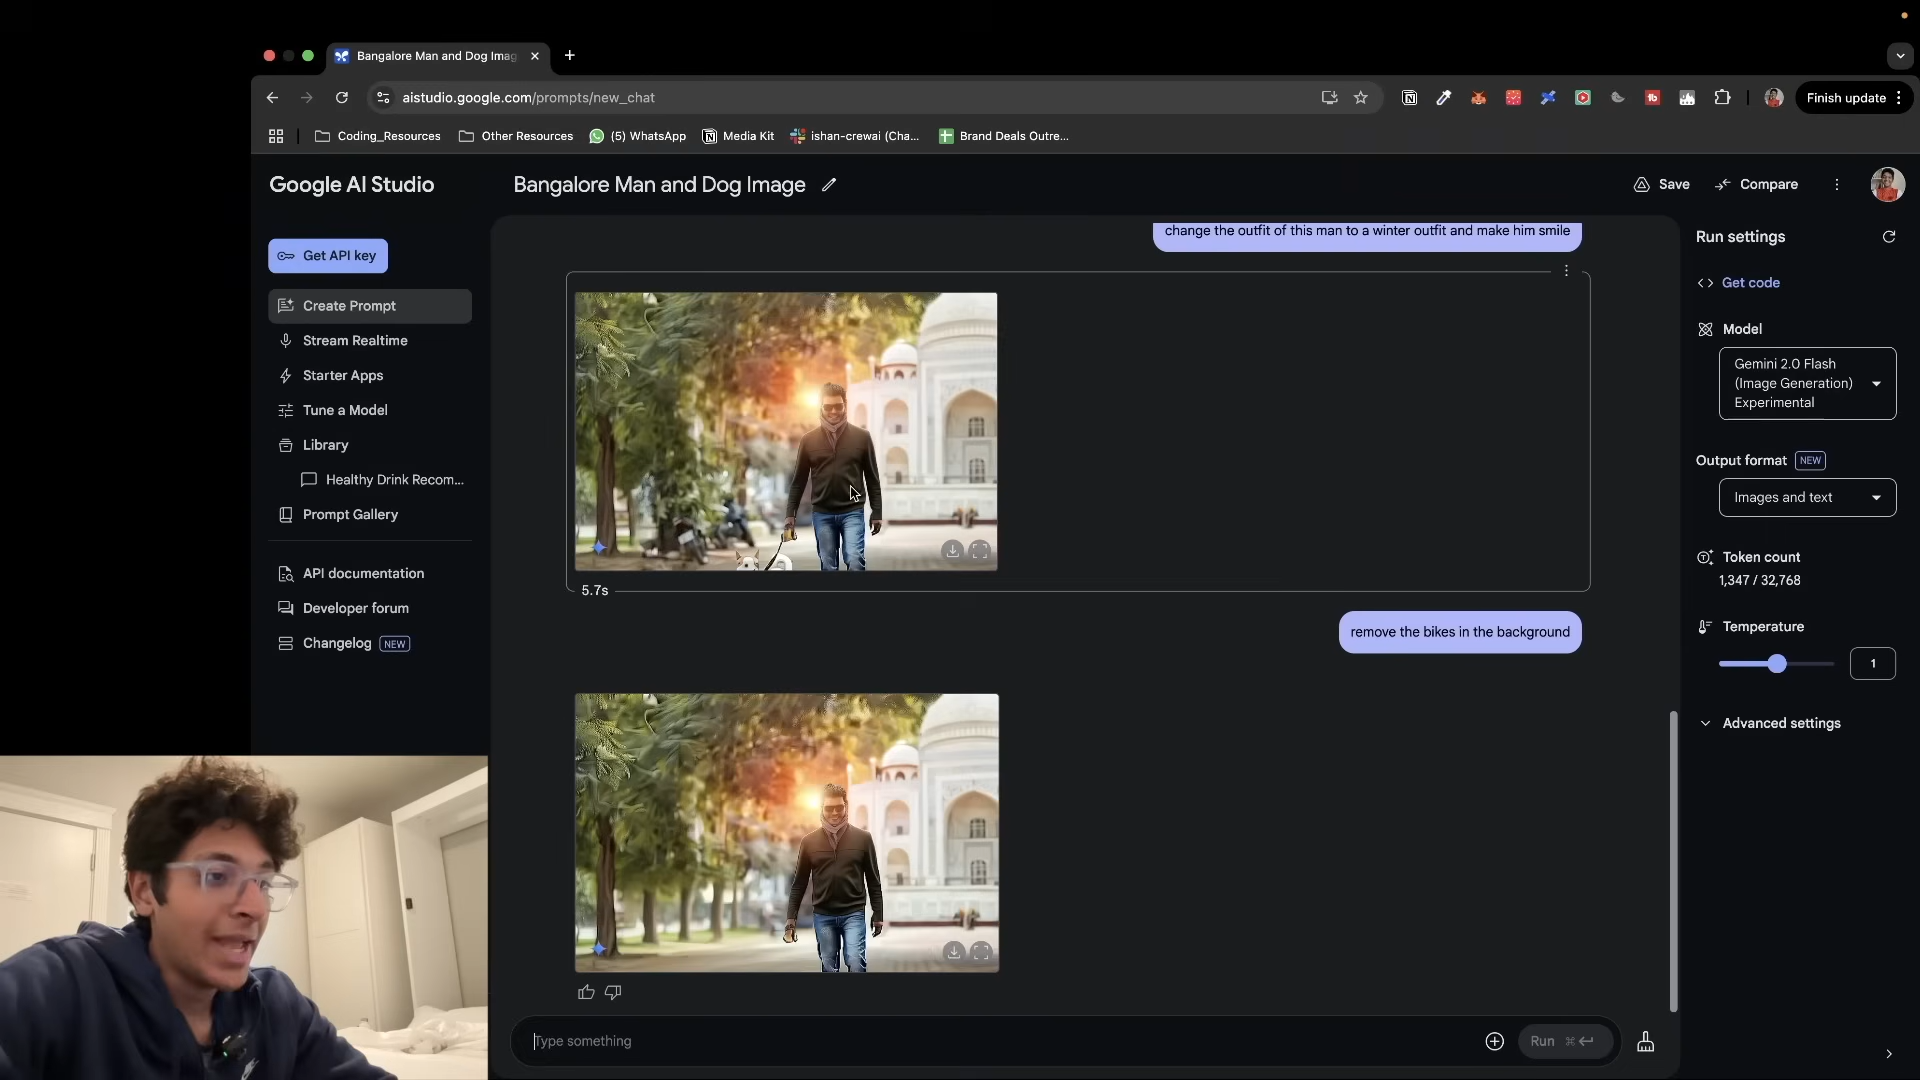 Bangalore Man and Dog Imag
aistudio.google.com/prompts/new_chat
Finish update
Coding_Resources
Other Resources
(5) WhatsApp
Media Kit
ishan-crewai (Cha...
Brand Deals Outre...
Google AI Studio
Bangalore Man and Dog Image
Save
Compare
Get API key
Create Prompt
Stream Realtime
Starter Apps
Tune a Model
Library
Healthy Drink Recom...
Prompt Gallery
API documentation
Developer forum
Changelog NEW
change the outfit of this man to a winter outfit and make him smile
5.7s
remove the bikes in the background
Type something
Run ⌘
Run settings
Get code
Model
Gemini 2.0 Flash
(Image Generation)
Experimental
Output format NEW
Images and text
Token count
1,347 / 32,768
Temperature
1
Advanced settings